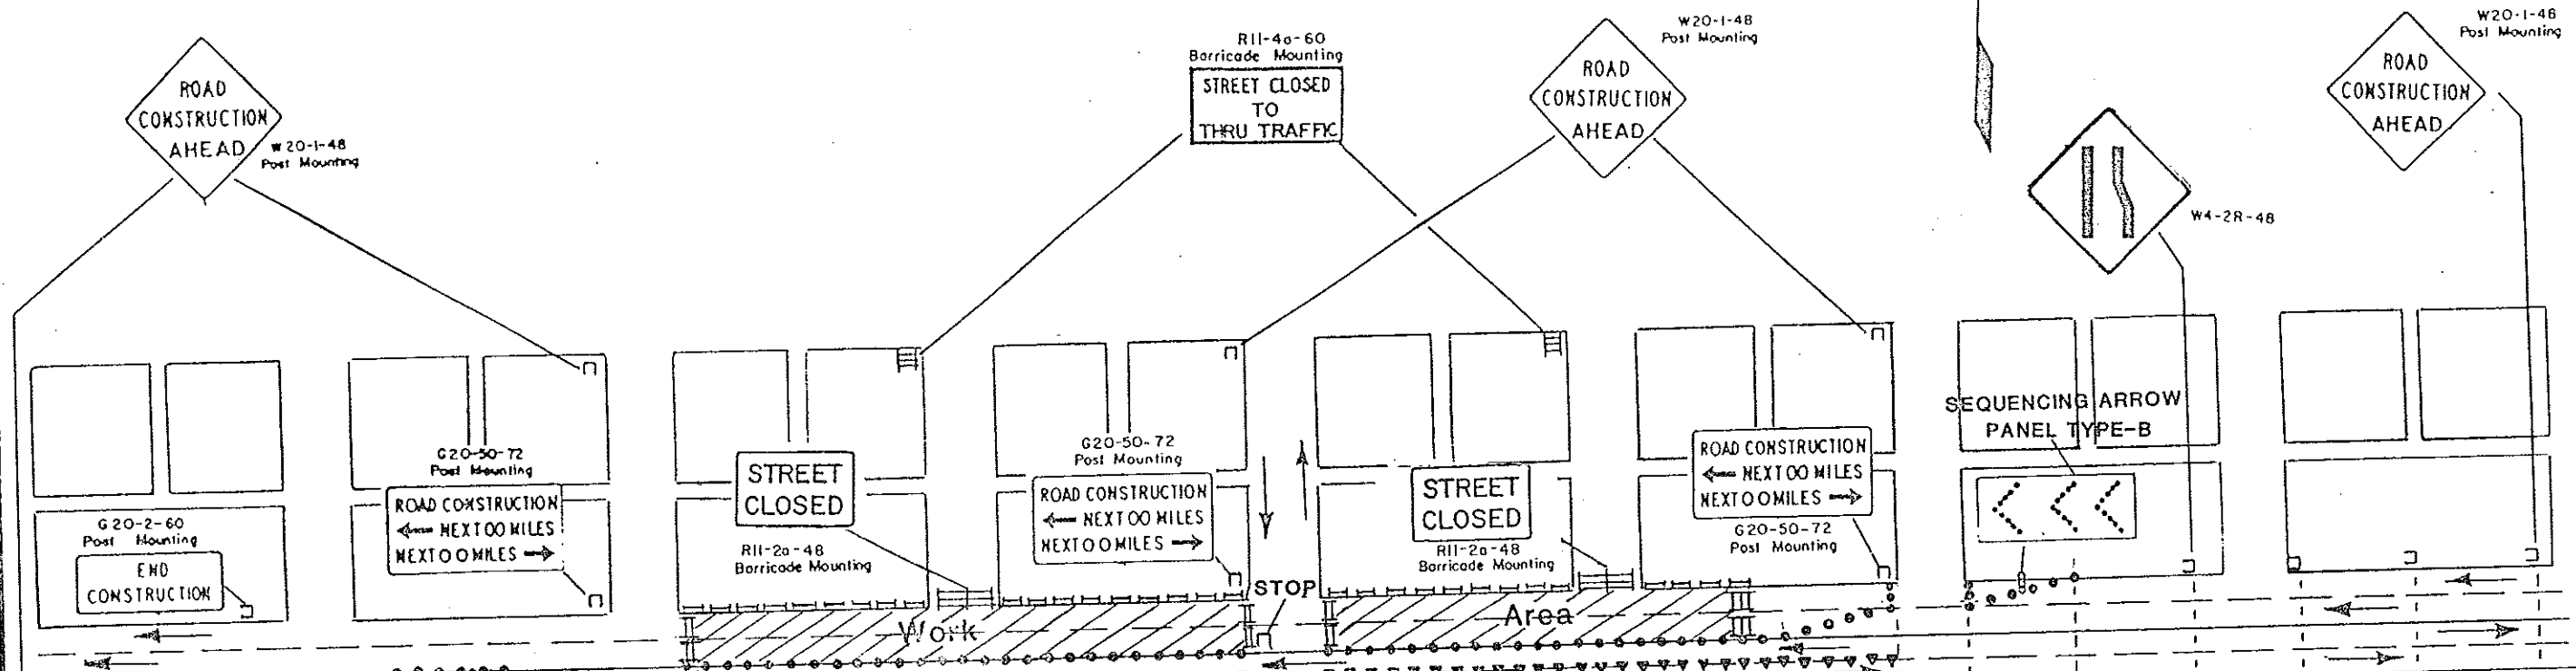 ROAD
CONSTRUCTION
AHEAD
W20-1-48
Post Mounting
R11-4a-60
Barricade Mounting
STREET CLOSED
TO
THRU TRAFFIC
W20-1-48
Post Mounting
ROAD
CONSTRUCTION
AHEAD
W20-1-48
Post Mounting
ROAD
CONSTRUCTION
AHEAD
W4-2R-48
SEQUENCING ARROW
PANEL TYPE-B
G20-2-60
Post Mounting
END
CONSTRUCTION
G20-50-72
Post Mounting
ROAD CONSTRUCTION
← NEXT 00 MILES
NEXT 00 MILES →
STREET
CLOSED
R11-2a-48
Barricade Mounting
G20-50-72
Post Mounting
ROAD CONSTRUCTION
← NEXT 00 MILES
NEXT 00 MILES →
STOP
STREET
CLOSED
R11-2a-48
Barricade Mounting
ROAD CONSTRUCTION
← NEXT 00 MILES
NEXT 00 MILES →
G20-50-72
Post Mounting
Work
Area